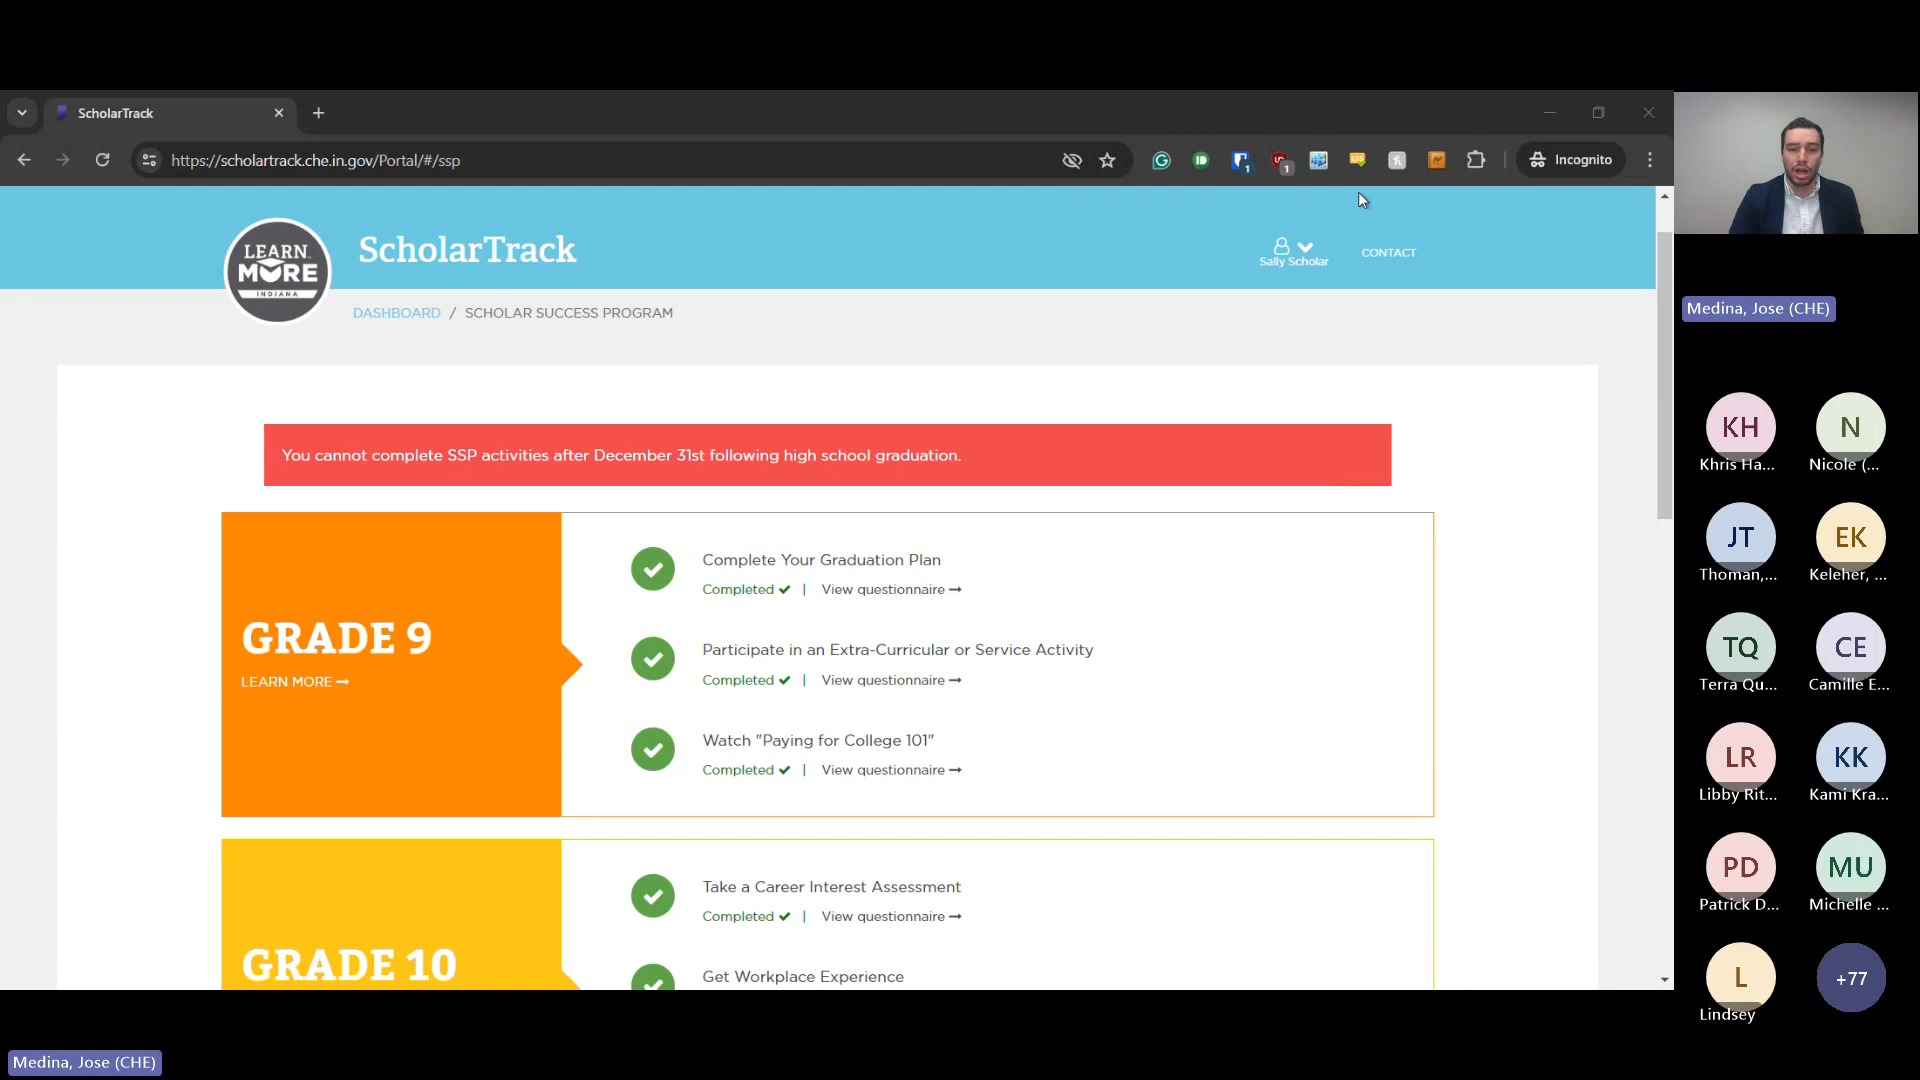 ScholarTrack
https://scholartrack.che.in.gov/Portal/#/ssp
1
1
Incognito
LEARN
MORE
INDIANA
ScholarTrack
Sally Scholar
CONTACT
DASHBOARD / SCHOLAR SUCCESS PROGRAM
You cannot complete SSP activities after December 31st following high school graduation.
GRADE 9
LEARN MORE
Complete Your Graduation Plan
Completed | View questionnaire
Participate in an Extra-Curricular or Service Activity
Completed | View questionnaire
Watch "Paying for College 101"
Completed | View questionnaire
GRADE 10
Take a Career Interest Assessment
Completed | View questionnaire
Get Workplace Experience
Medina, Jose (CHE)
KH
Khris Ha...
N
Nicole (...
JT
Thoman,...
EK
Keleher, ...
TQ
Terra Qu...
CE
Camille E...
LR
Libby Rit...
KK
Kami Kra...
PD
Patrick D...
MU
Michelle ...
L
Lindsey
+77
Medina, Jose (CHE)